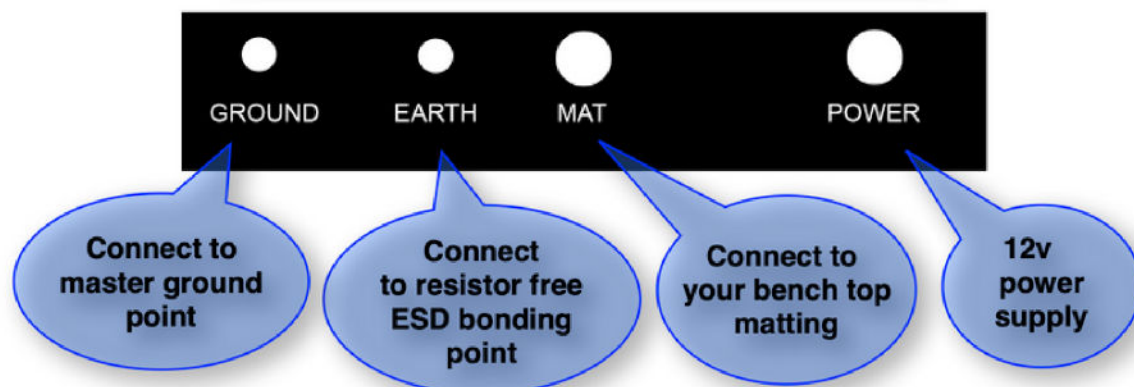 GROUND EARTH MAT POWER
Connect to
master ground
point
Connect
to resistor free
ESD bonding
point
Connect to
your bench top
matting
12v
power
supply